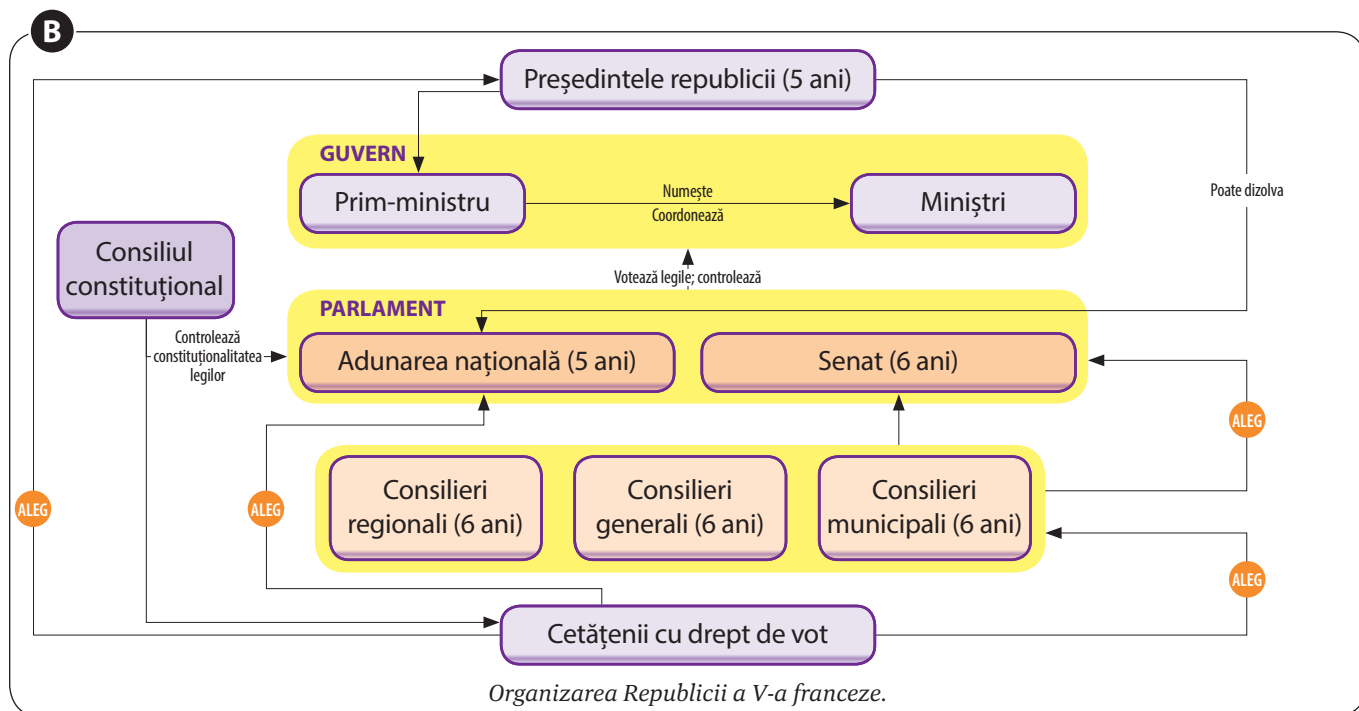 B
Președintele republicii (5 ani)
GUVERN
Prim-ministru
Numește
Coordonează
Miniștri
Poate dizolva
Consiliul
constituțional
Votează legile; controlează
PARLAMENT
Controlează
constituționalitatea
legilor
Adunarea națională (5 ani)
Senat (6 ani)
ALEG
ALEG
ALEG
Consilieri
regionali (6 ani)
Consilieri
generali (6 ani)
Consilieri
municipali (6 ani)
ALEG
Cetățenii cu drept de vot
Organizarea Republicii a V-a franceze.